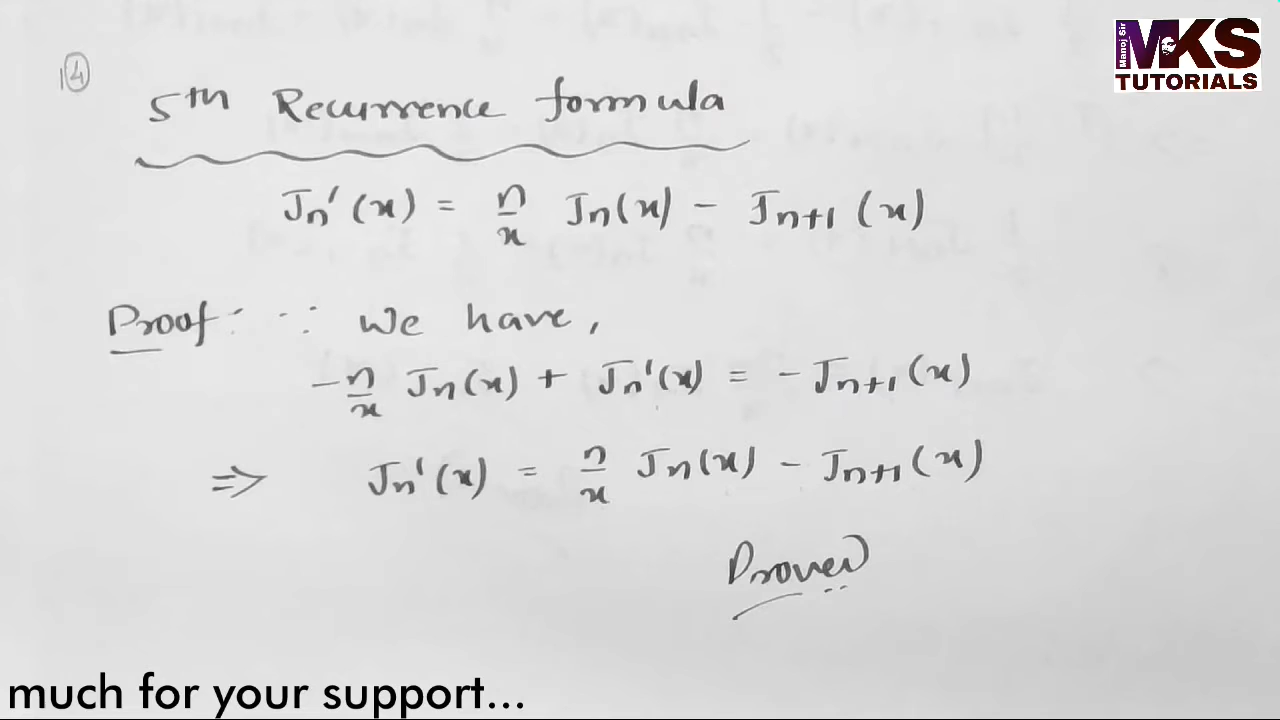 14
Manoj Sir
MKS
TUTORIALS
5th Recurrence formula
Jn'(x) = n/x Jn(x) - Jn+1(x)
Proof:- ∵ We have,
-n/x Jn(x) + Jn'(x) = -Jn+1(x)
=> Jn'(x) = n/x Jn(x) - Jn+1(x)
Proved
much for your support...